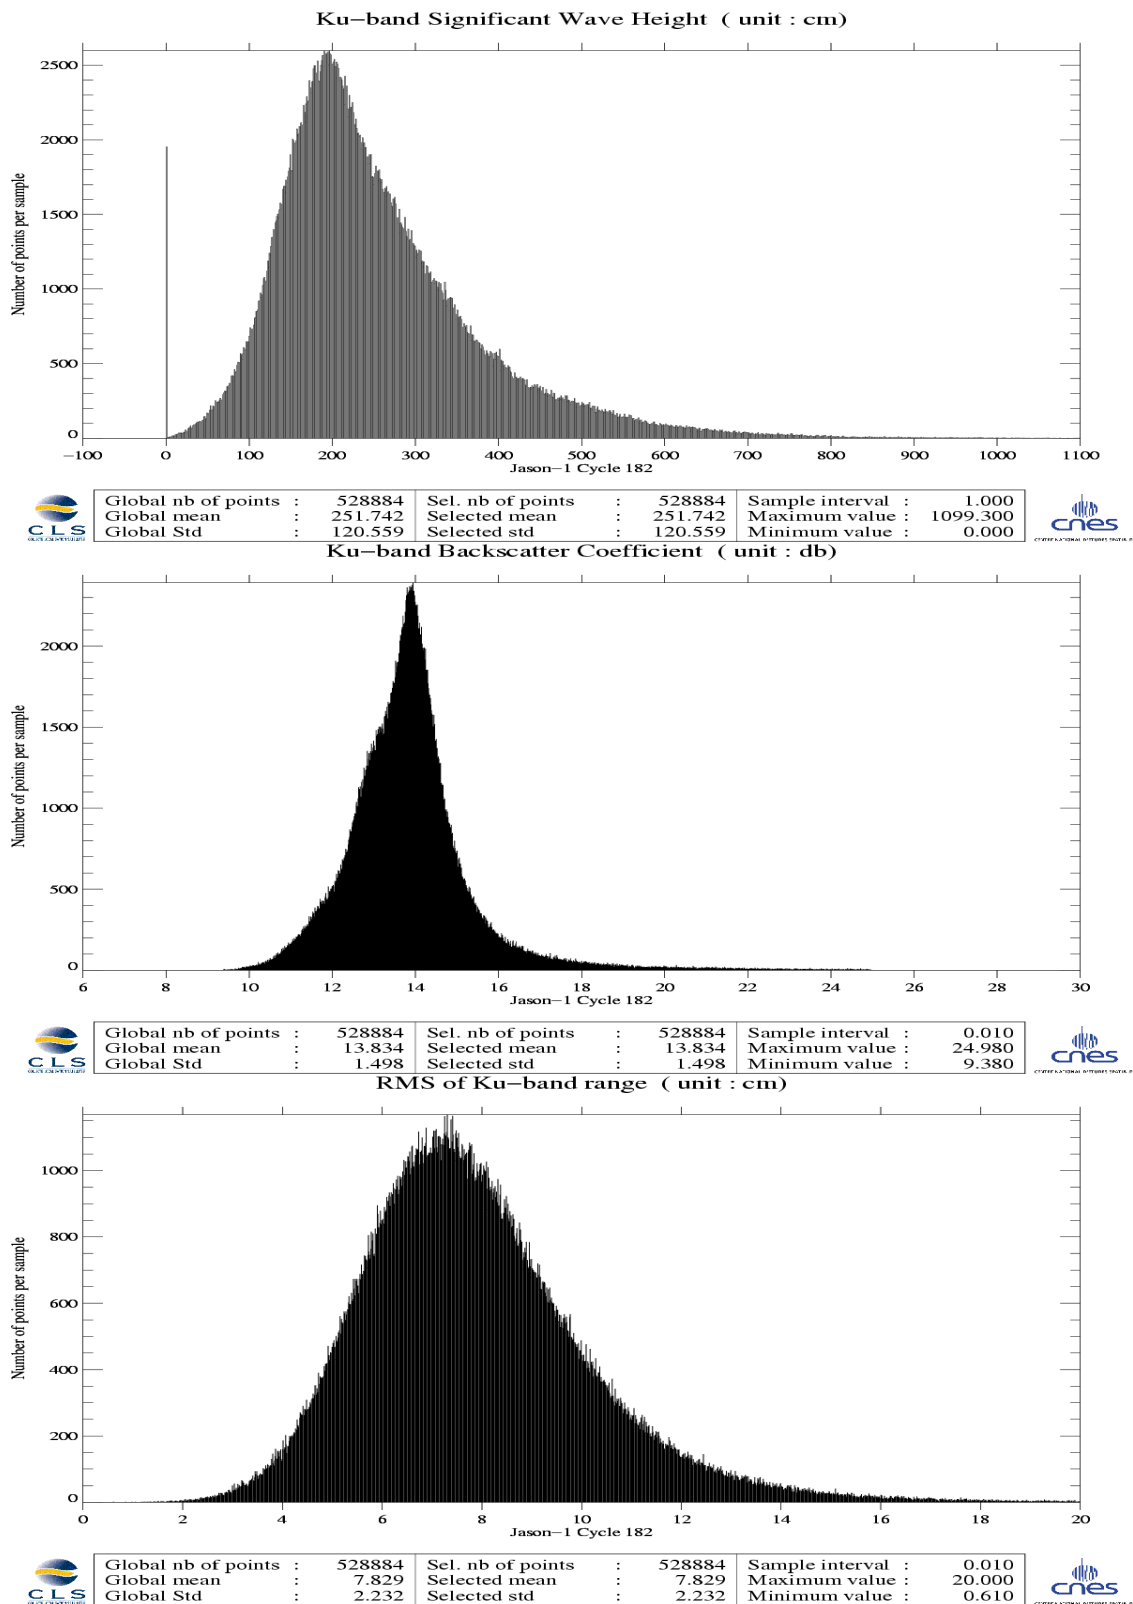 Ku−band Significant Wave Height ( unit : cm)
Number of points per sample
2500
2000
1500
1000
500
0
−100 0 100 200 300 400 500 600 700 800 900 1000 1100
Jason−1 Cycle 182
CLS
Global nb of points : 528884 Sel. nb of points : 528884 Sample interval : 1.000
Global mean : 251.742 Selected mean : 251.742 Maximum value : 1099.300
Global Std : 120.559 Selected std : 120.559 Minimum value : 0.000
cnes
Ku−band Backscatter Coefficient ( unit : db)
Number of points per sample
2000
1500
1000
500
0
6 8 10 12 14 16 18 20 22 24 26 28 30
Jason−1 Cycle 182
CLS
Global nb of points : 528884 Sel. nb of points : 528884 Sample interval : 0.010
Global mean : 13.834 Selected mean : 13.834 Maximum value : 24.980
Global Std : 1.498 Selected std : 1.498 Minimum value : 9.380
cnes
RMS of Ku−band range ( unit : cm)
Number of points per sample
1000
800
600
400
200
0
0 2 4 6 8 10 12 14 16 18 20
Jason−1 Cycle 182
CLS
Global nb of points : 528884 Sel. nb of points : 528884 Sample interval : 0.010
Global mean : 7.829 Selected mean : 7.829 Maximum value : 20.000
Global Std : 2.232 Selected std : 2.232 Minimum value : 0.610
cnes